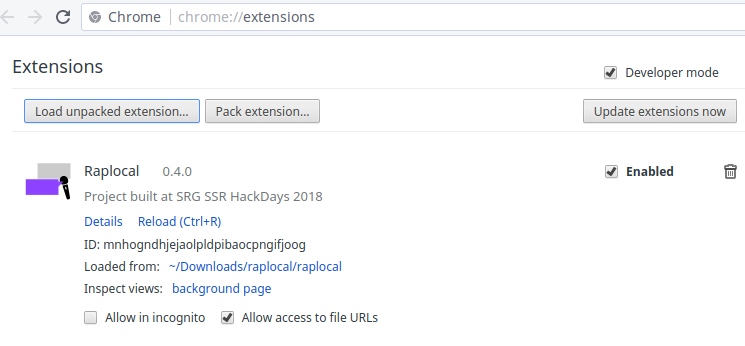 Chrome chrome://extensions
Extensions
Developer mode
Load unpacked extension... Pack extension... Update extensions now
Raplocal 0.4.0 Enabled
Project built at SRG SSR HackDays 2018
Details Reload (Ctrl+R)
ID: mnhogndhjejaolpldpibaocpngifjoog
Loaded from: ~/Downloads/raplocal/raplocal
Inspect views: background page
Allow in incognito Allow access to file URLs